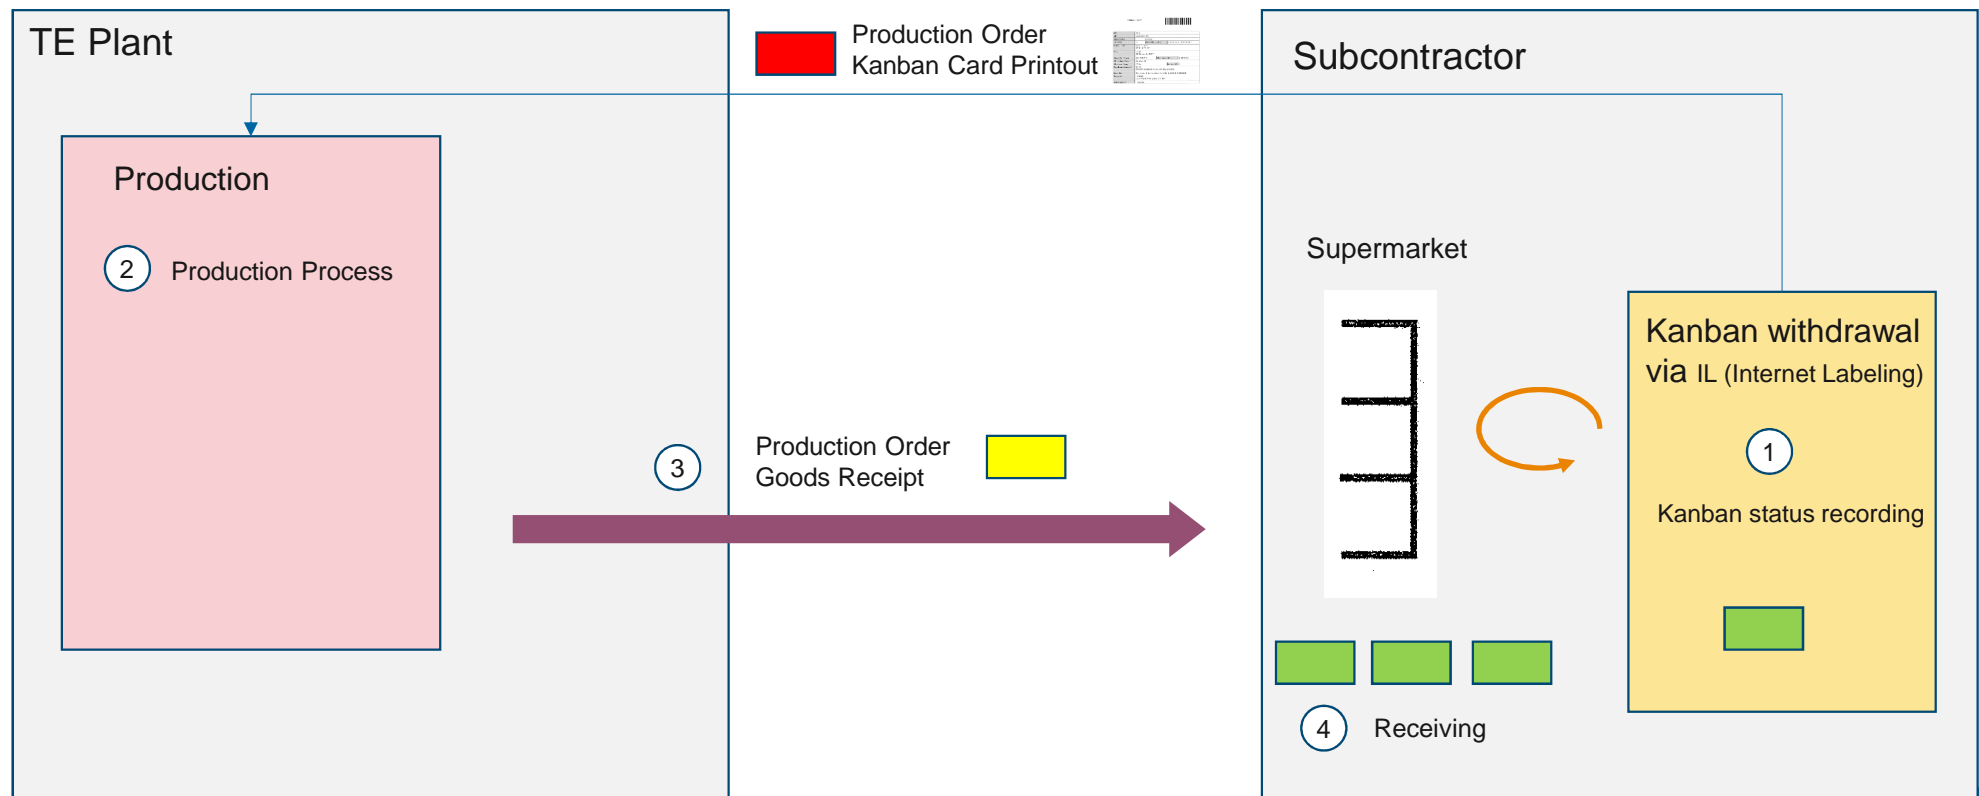 TE Plant
Production Order
Kanban Card Printout
Subcontractor
Production
2
Production Process
Supermarket
Kanban withdrawal
via IL (Internet Labeling)
1
Kanban status recording
3
Production Order
Goods Receipt
4
Receiving